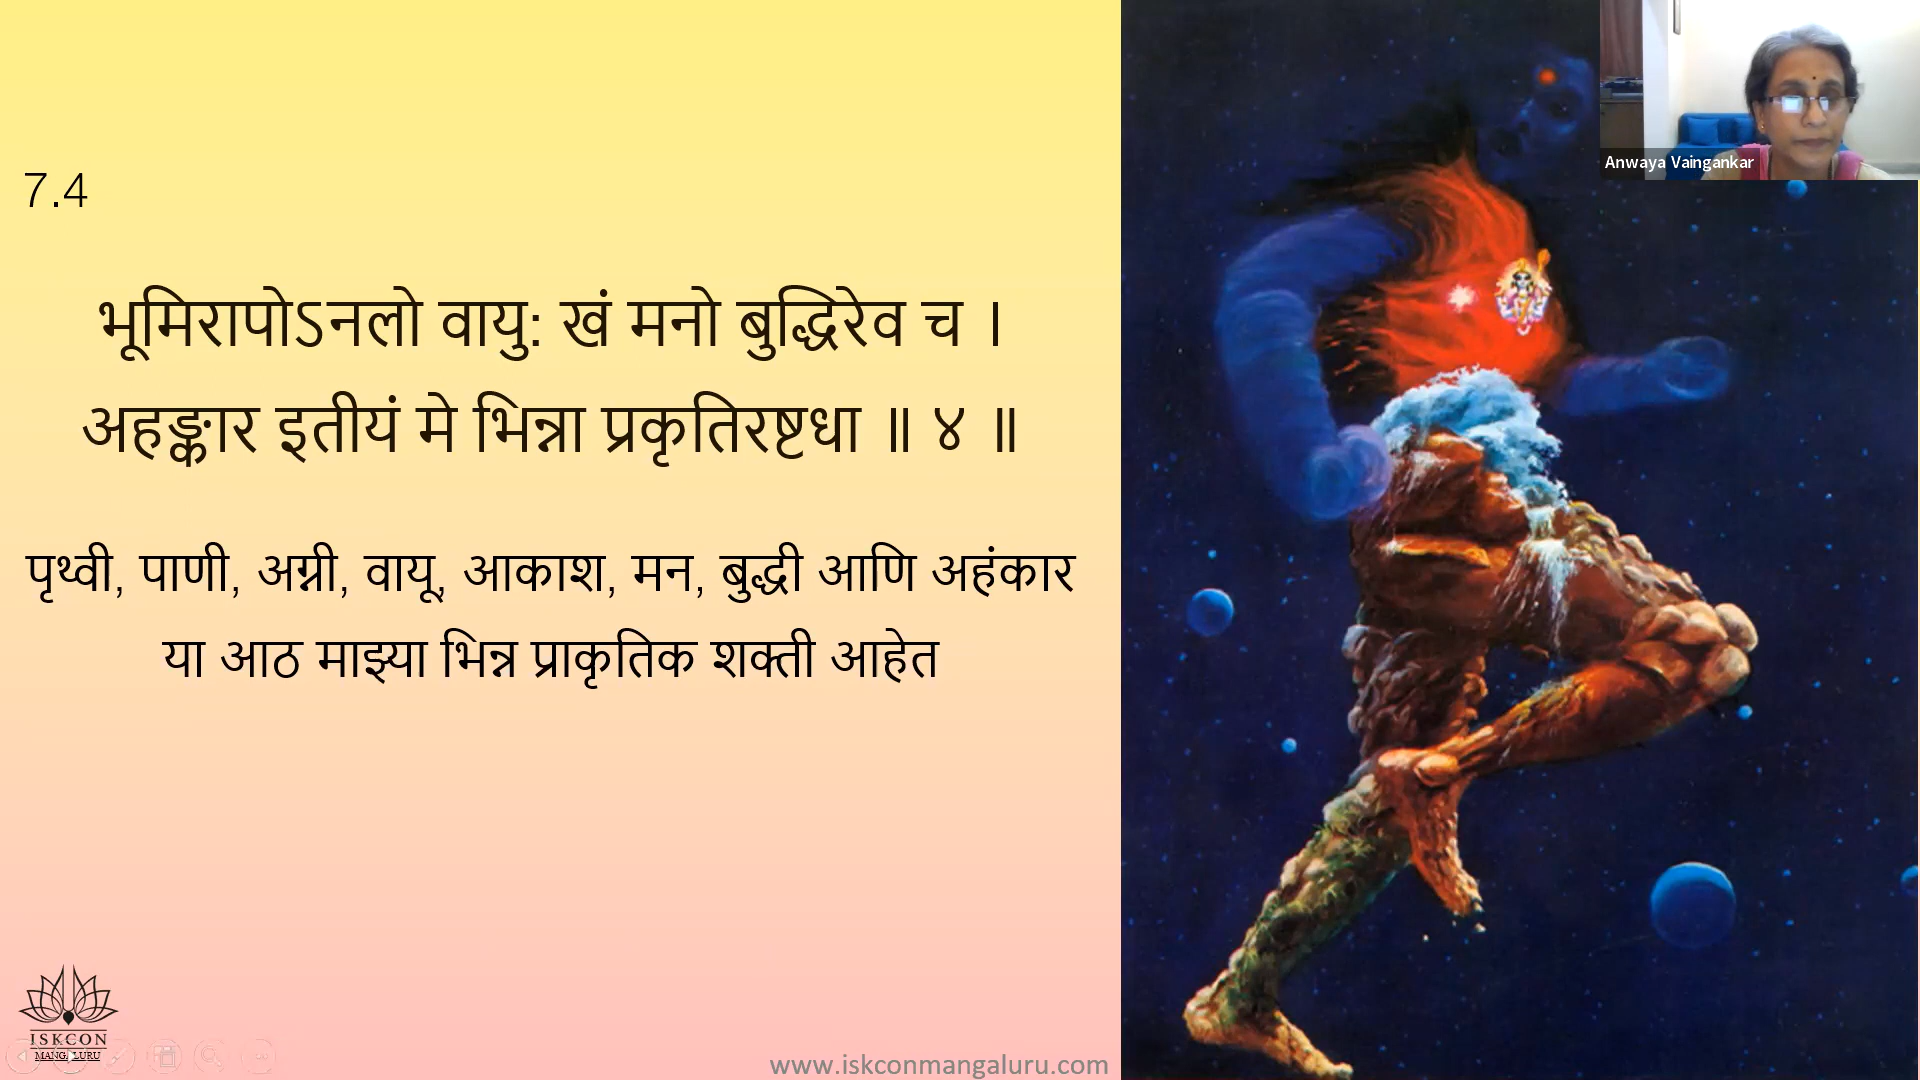 7.4
भूमिरापोऽनलो वायु: खं मनो बुद्धिरेव च ।
अहङ्कार इतीयं मे भिन्ना प्रकृतिरष्टधा ॥ ४ ॥
पृथ्वी, पाणी, अग्नी, वायू, आकाश, मन, बुद्धी आणि अहंकार
या आठ माझ्या भिन्न प्राकृतिक शक्ती आहेत
Anwaya Vaingankar
ISKCON
MANGALURU
www.iskconmangaluru.com